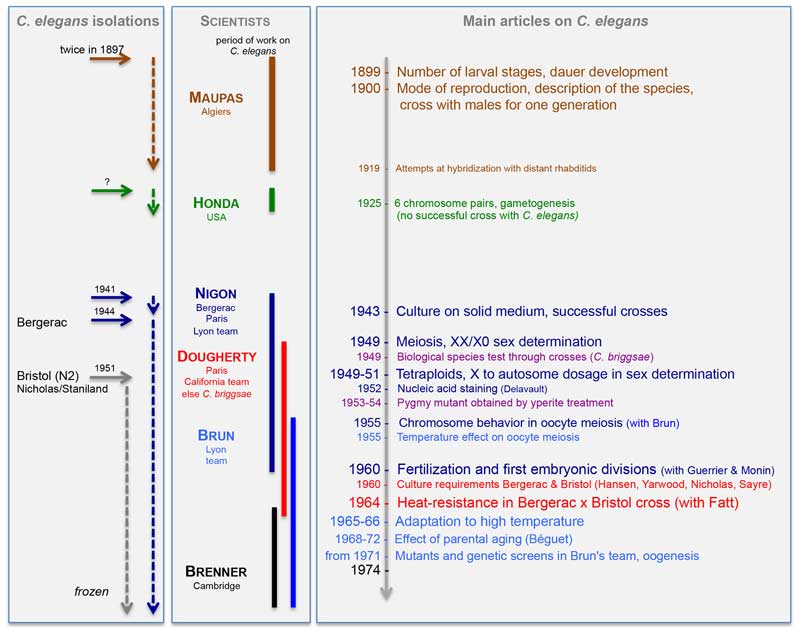 C. elegans isolations
twice in 1897
?
1941
1944
Bergerac
1951
Bristol (N2)
Nicholas/Staniland
frozen
SCIENTISTS
period of work on
C. elegans
MAUPAS
Algiers
HONDA
USA
NIGON
Bergerac
Paris
Lyon team
DOUGHERTY
Paris
California team
else C. briggsae
BRUN
Lyon
team
BRENNER
Cambridge
Main articles on C. elegans
1899 - Number of larval stages, dauer development
1900 - Mode of reproduction, description of the species,
cross with males for one generation
1919 - Attempts at hybridization with distant rhabditids
1925 - 6 chromosome pairs, gametogenesis
(no successful cross with C. elegans)
1943 - Culture on solid medium, successful crosses
1949 - Meiosis, XX/X0 sex determination
1949 - Biological species test through crosses (C. briggsae)
1949-51 - Tetraploids, X to autosome dosage in sex determination
1952 - Nucleic acid staining (Delavault)
1953-54 - Pygmy mutant obtained by yperite treatment
1955 - Chromosome behavior in oocyte meiosis (with Brun)
1955 - Temperature effect on oocyte meiosis
1960 - Fertilization and first embryonic divisions (with Guerrier & Monin)
1960 - Culture requirements Bergerac & Bristol (Hansen, Yarwood, Nicholas, Sayre)
1964 - Heat-resistance in Bergerac x Bristol cross (with Fatt)
1965-66 - Adaptation to high temperature
1968-72 - Effect of parental aging (Béguet)
from 1971 - Mutants and genetic screens in Brun's team, oogenesis
1974 -